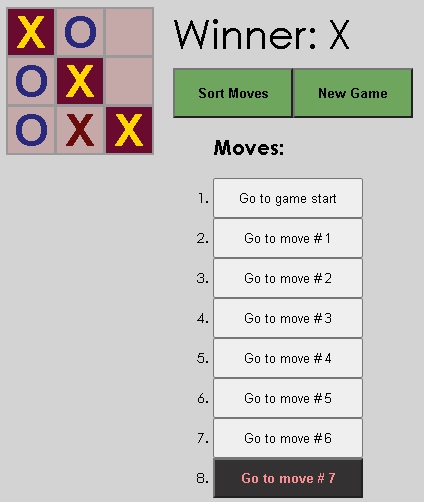 X O
O X
O X X
Winner: X
Sort Moves New Game
Moves:
1. Go to game start
2. Go to move #1
3. Go to move #2
4. Go to move #3
5. Go to move #4
6. Go to move #5
7. Go to move #6
8. Go to move # 7